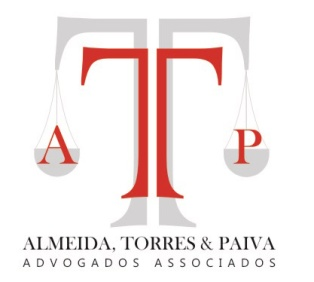 A T P
ALMEIDA, TORRES & PAIVA
ADVOGADOS ASSOCIADOS